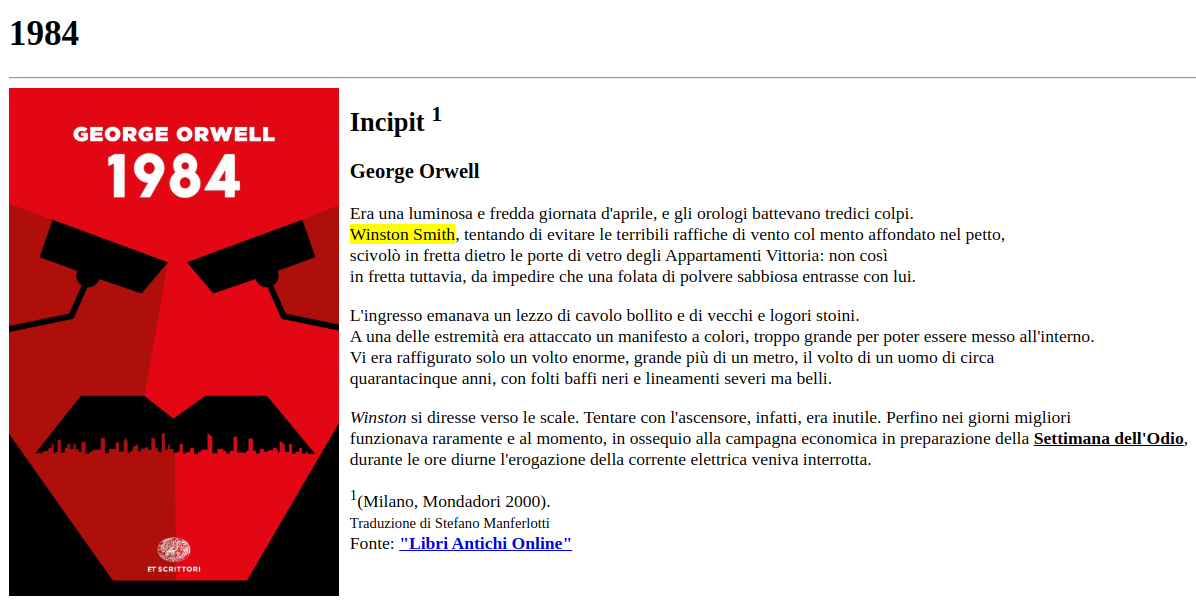 1984
GEORGE ORWELL
1984
ET SCRITTORI
Incipit 1
George Orwell
Era una luminosa e fredda giornata d'aprile, e gli orologi battevano tredici colpi.
Winston Smith, tentando di evitare le terribili raffiche di vento col mento affondato nel petto,
scivolò in fretta dietro le porte di vetro degli Appartamenti Vittoria: non così
in fretta tuttavia, da impedire che una folata di polvere sabbiosa entrasse con lui.
L'ingresso emanava un lezzo di cavolo bollito e di vecchi e logori stoini.
A una delle estremità era attaccato un manifesto a colori, troppo grande per poter essere messo all'interno.
Vi era raffigurato solo un volto enorme, grande più di un metro, il volto di un uomo di circa
quarantacinque anni, con folti baffi neri e lineamenti severi ma belli.
Winston si diresse verso le scale. Tentare con l'ascensore, infatti, era inutile. Perfino nei giorni migliori
funzionava raramente e al momento, in ossequio alla campagna economica in preparazione della Settimana dell'Odio,
durante le ore diurne l'erogazione della corrente elettrica veniva interrotta.
1(Milano, Mondadori 2000).
Traduzione di Stefano Manferlotti
Fonte: "Libri Antichi Online"